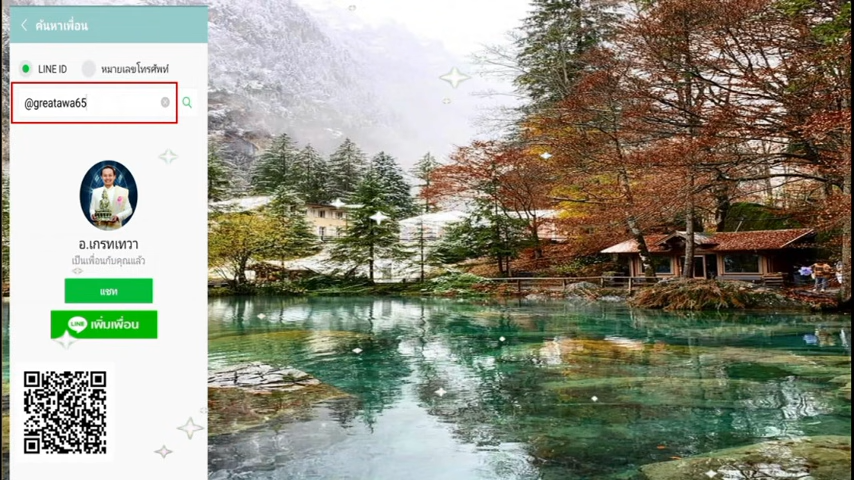 ค้นหาเพื่อน
LINE ID
หมายเลขโทรศัพท์
@greatawa65
อ.เกรทเทวา
เป็นเพื่อนกับคุณแล้ว
แชท
LINE เพิ่มเพื่อน